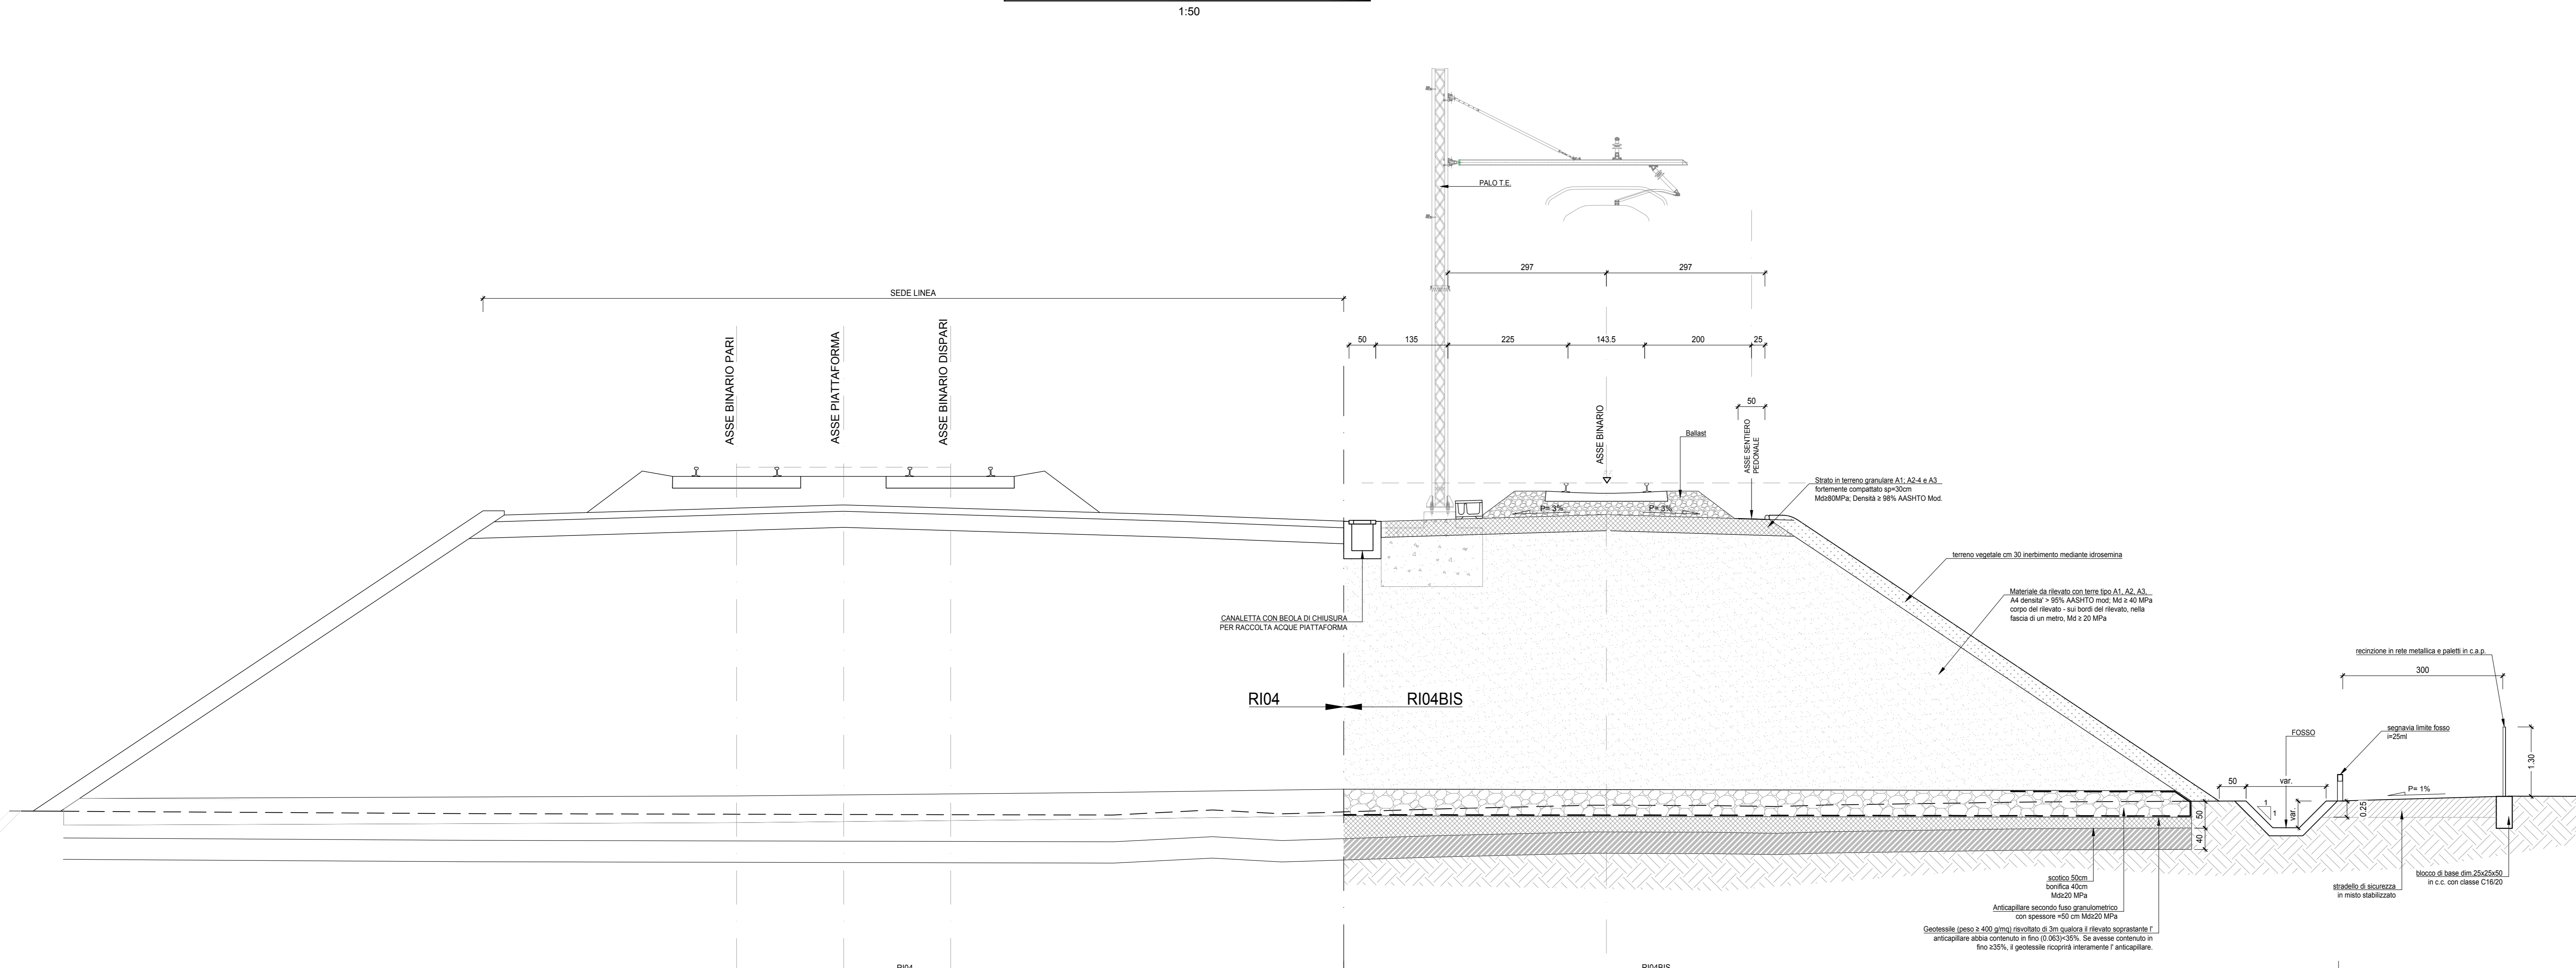 1:50
PALO T.E.
297
297
SEDE LINEA
50
135
225
143.5
200
25
ASSE BINARIO PARI
ASSE PIATTAFORMA
ASSE BINARIO DISPARI
ASSE BINARIO
50
ASSE SENTIERO
PEDONALE
Ballast
Strato in terreno granulare A1; A2-4 e A3
fortemente compattato sp=30cm
Md≥80MPa; Densità ≥ 98% AASHTO Mod.
P= 3%
P= 3%
terreno vegetale cm 30 inerbimento mediante idrosemina
Materiale da rilevato con terre tipo A1, A2, A3,
A4 densita' > 95% AASHTO mod; Md ≥ 40 MPa
corpo del rilevato - sui bordi del rilevato, nella
fascia di un metro, Md ≥ 20 MPa
CANALETTA CON BEOLA DI CHIUSURA
PER RACCOLTA ACQUE PIATTAFORMA
recinzione in rete metallica e paletti in c.a.p.
300
RI04
RI04BIS
segnavia limite fosso
i=25ml
FOSSO
1.30
50
var.
P= 1%
1
1
var.
0,25
50
40
scotico 50cm
bonifica 40cm
Md≥20 MPa
blocco di base dim.25x25x50
in c.c. con classe C16/20
stradello di sicurezza
in misto stabilizzato
Anticapillare secondo fuso granulometrico
con spessore =50 cm Md≥20 MPa
Geotessile (peso ≥ 400 g/mq) risvoltato di 3m qualora il rilevato soprastante l'
anticapillare abbia contenuto in fino (0.063)<35%. Se avesse contenuto in
fino ≥35%, il geotessile ricoprirà interamente l' anticapillare.
RI04
RI04BIS